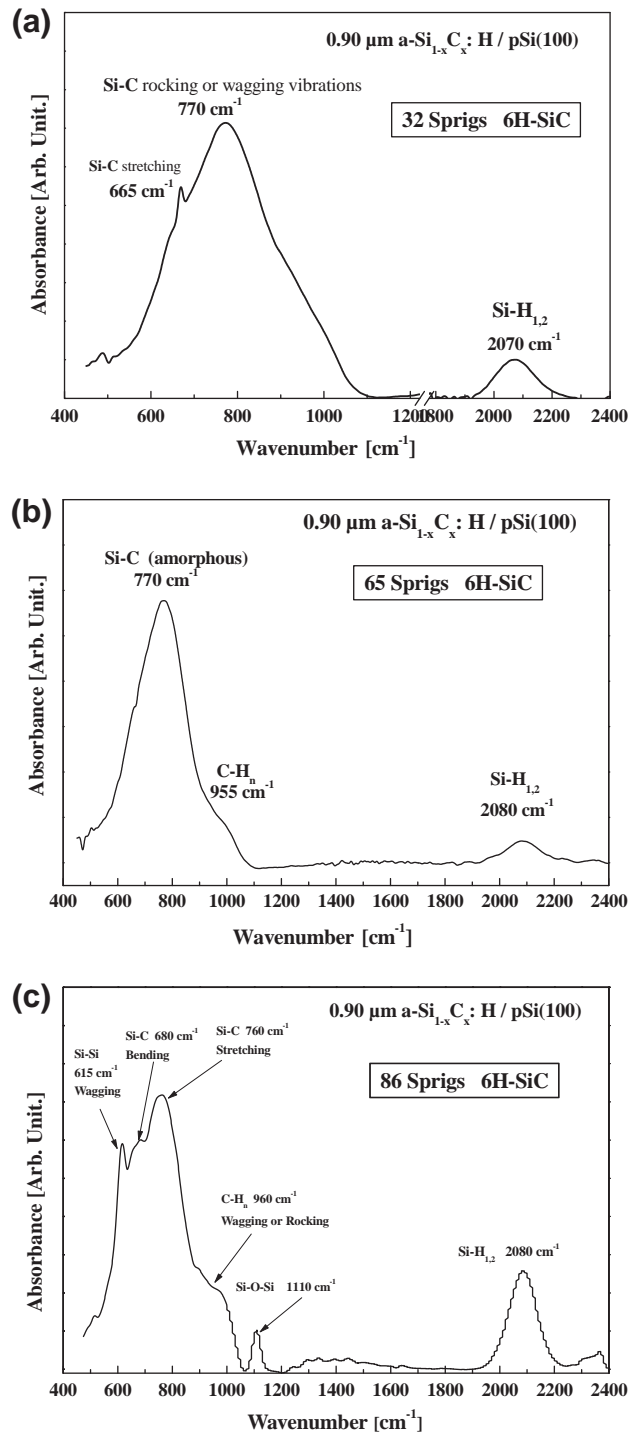 (a)
0.90 µm a-Si1-xCx: H / pSi(100)
Si-C rocking or wagging vibrations
770 cm-1
32 Sprigs 6H-SiC
Si-C stretching
665 cm-1
Si-H1,2
2070 cm-1
Absorbance [Arb. Unit.]
400 600 800 1000 1200 1800 2000 2200 2400
Wavenumber [cm-1]
(b)
0.90 µm a-Si1-xCx: H / pSi(100)
Si-C (amorphous)
770 cm-1
65 Sprigs 6H-SiC
C-Hn
955 cm-1
Si-H1,2
2080 cm-1
Absorbance [Arb. Unit.]
400 600 800 1000 1200 1400 1600 1800 2000 2200 2400
Wavenumber [cm-1]
(c)
0.90 µm a-Si1-xCx: H / pSi(100)
Si-C 680 cm-1
Bending
Si-C 760 cm-1
Stretching
Si-Si
615 cm-1
Wagging
86 Sprigs 6H-SiC
C-Hn 960 cm-1
Wagging or Rocking
Si-O-Si 1110 cm-1
Si-H1,2 2080 cm-1
Absorbance [Arb. Unit.]
400 600 800 1000 1200 1400 1600 1800 2000 2200 2400
Wavenumber [cm-1]